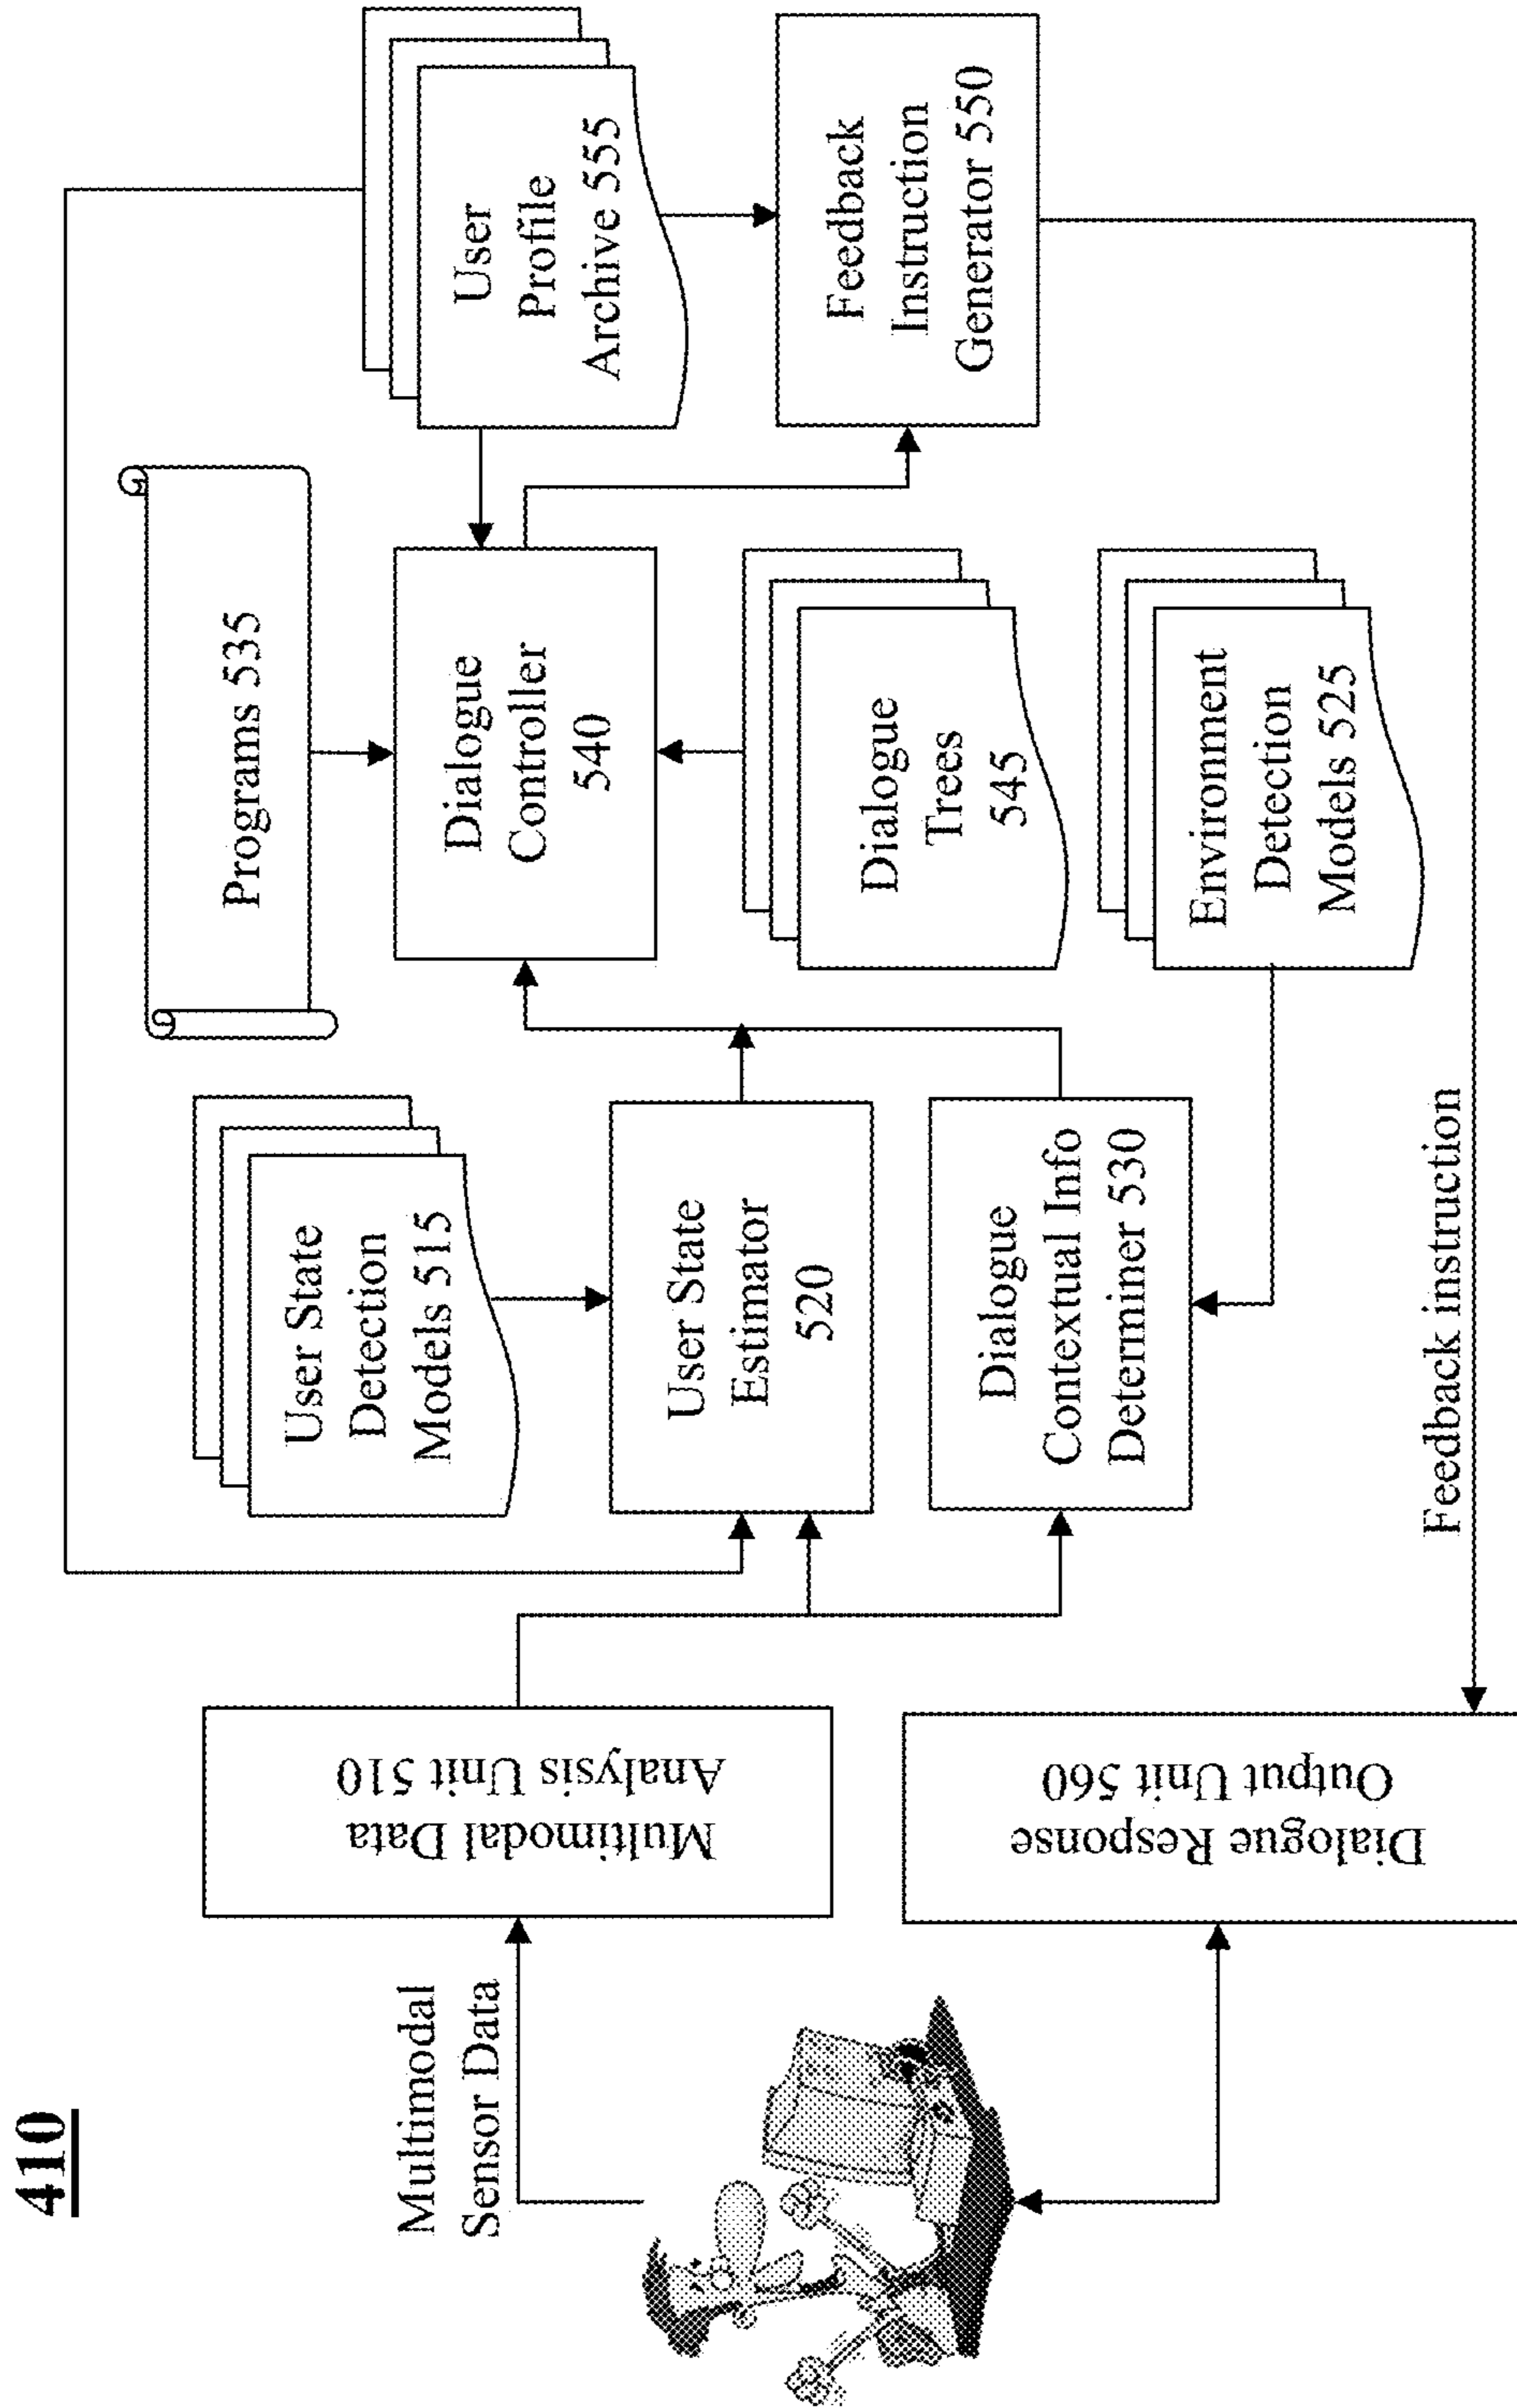 410
Multimodal
Sensor Data
Multimodal Data
Analysis Unit 510
User State
Detection
Models 515
User State
Estimator
520
Dialogue
Contextual Info
Determiner 530
Programs 535
Dialogue
Controller
540
Dialogue
Trees
545
Environment
Detection
Models 525
User
Profile
Archive 555
Feedback
Instruction
Generator 550
Feedback instruction
Dialogue Response
Output Unit 560